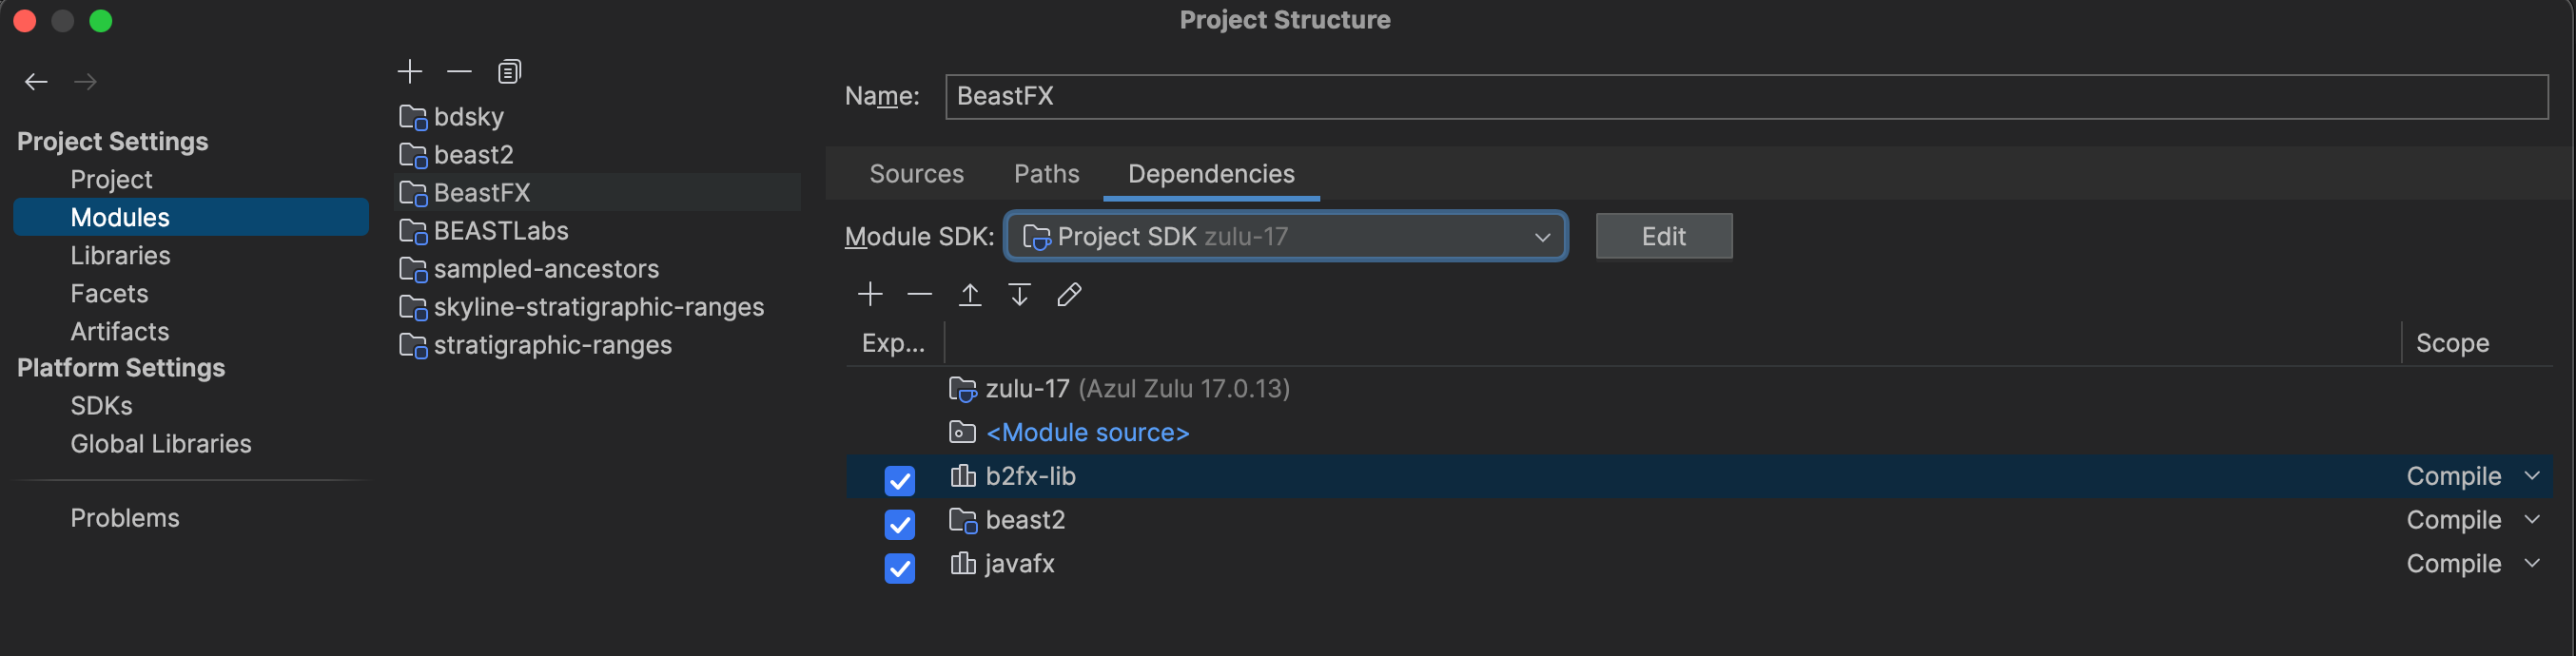 Project Structure
Project Settings
Project
Modules
Libraries
Facets
Artifacts
Platform Settings
SDKs
Global Libraries
Problems
bdsky
beast2
BeastFX
BEASTLabs
sampled-ancestors
skyline-stratigraphic-ranges
stratigraphic-ranges
Name: BeastFX
Sources Paths Dependencies
Module SDK: Project SDK zulu-17 Edit
Exp... Scope
zulu-17 (Azul Zulu 17.0.13)
<Module source>
b2fx-lib Compile
beast2 Compile
javafx Compile